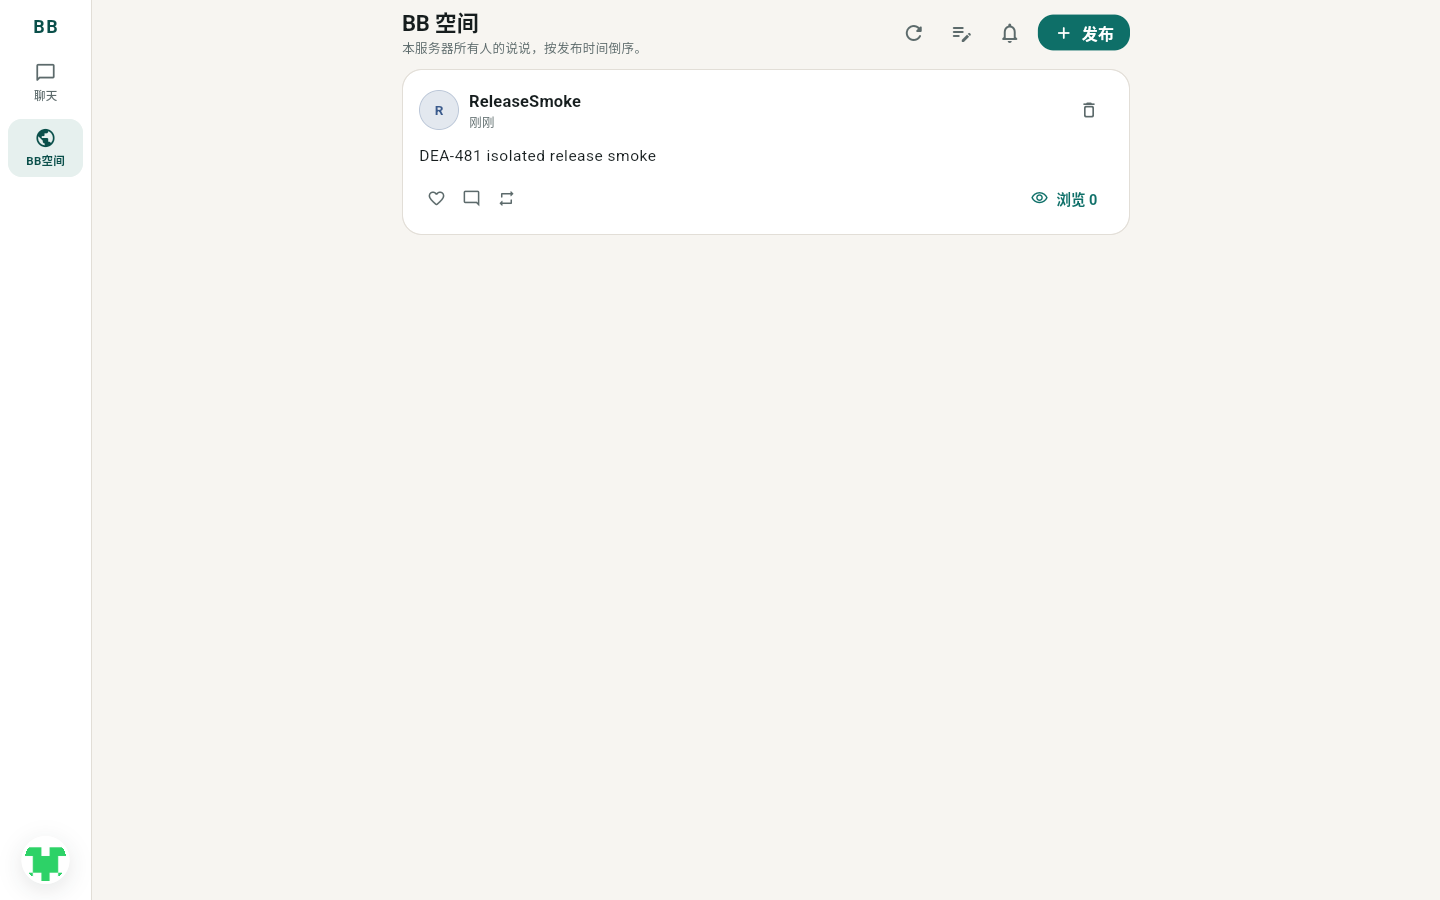 BB
聊天
BB空间
BB 空间
本服务器所有人的说说，按发布时间倒序。
发布
R
ReleaseSmoke
刚刚
DEA-481 isolated release smoke
浏览 0